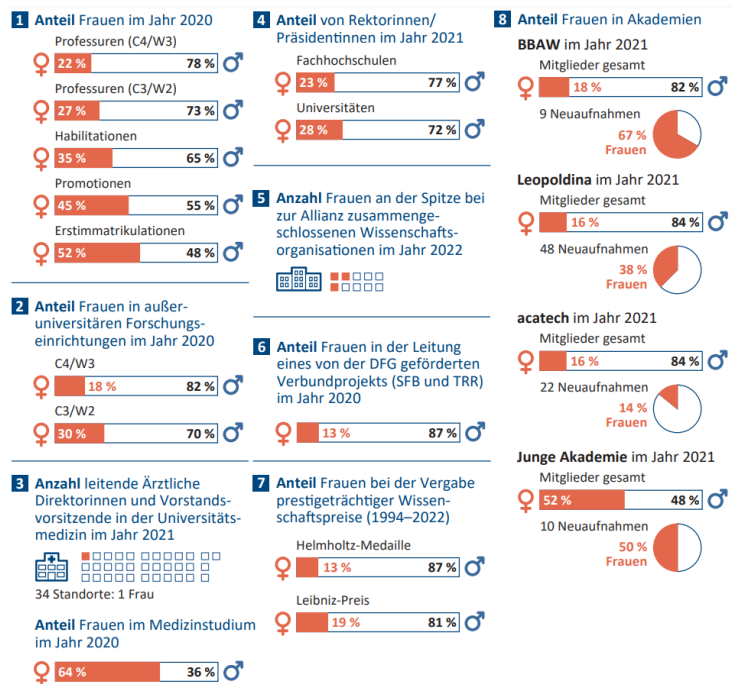 1 Anteil Frauen im Jahr 2020
Professuren (C4/W3)
22 % 78 %
Professuren (C3/W2)
27 % 73 %
Habilitationen
35 % 65 %
Promotionen
45 % 55 %
Erstimmatrikulationen
52 % 48 %
2 Anteil Frauen in außer-
universitären Forschungs-
einrichtungen im Jahr 2020
C4/W3
18 % 82 %
C3/W2
30 % 70 %
3 Anzahl leitende Ärztliche
Direktorinnen und Vorstands-
vorsitzende in der Universitäts-
medizin im Jahr 2021
34 Standorte: 1 Frau
Anteil Frauen im Medizinstudium
im Jahr 2020
64 % 36 %
4 Anteil von Rektorinnen/
Präsidentinnen im Jahr 2021
Fachhochschulen
23 % 77 %
Universitäten
28 % 72 %
5 Anzahl Frauen an der Spitze bei
zur Allianz zusammenge-
schlossenen Wissenschafts-
organisationen im Jahr 2022
6 Anteil Frauen in der Leitung
eines von der DFG geförderten
Verbundprojekts (SFB und TRR)
im Jahr 2020
13 % 87 %
7 Anteil Frauen bei der Vergabe
prestigeträchtiger Wissen-
schaftspreise (1994–2022)
Helmholtz-Medaille
13 % 87 %
Leibniz-Preis
19 % 81 %
8 Anteil Frauen in Akademien
BBAW im Jahr 2021
Mitglieder gesamt
18 % 82 %
9 Neuaufnahmen
67 %
Frauen
Leopoldina im Jahr 2021
Mitglieder gesamt
16 % 84 %
48 Neuaufnahmen
38 %
Frauen
acatech im Jahr 2021
Mitglieder gesamt
16 % 84 %
22 Neuaufnahmen
14 %
Frauen
Junge Akademie im Jahr 2021
Mitglieder gesamt
52 % 48 %
10 Neuaufnahmen
50 %
Frauen